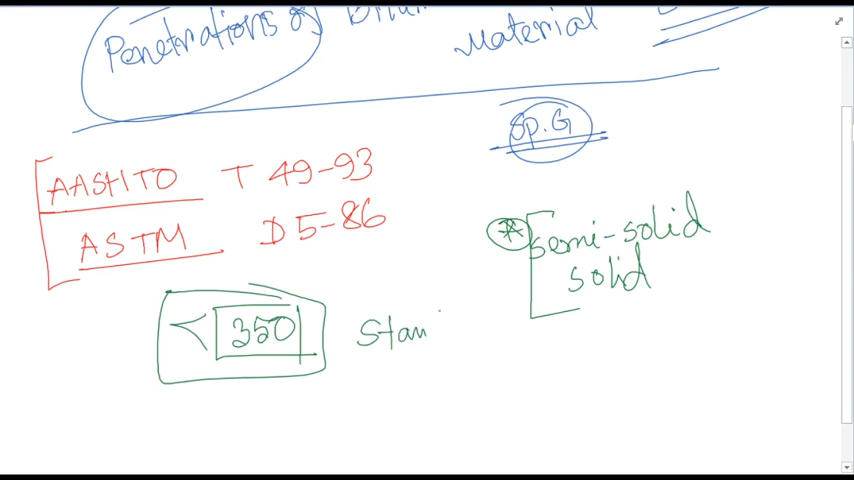 Penetrations of
Material
Sp.G
AASHTO T 49-93
ASTM D 5-86
* semi-solid
solid
< 350 Stan